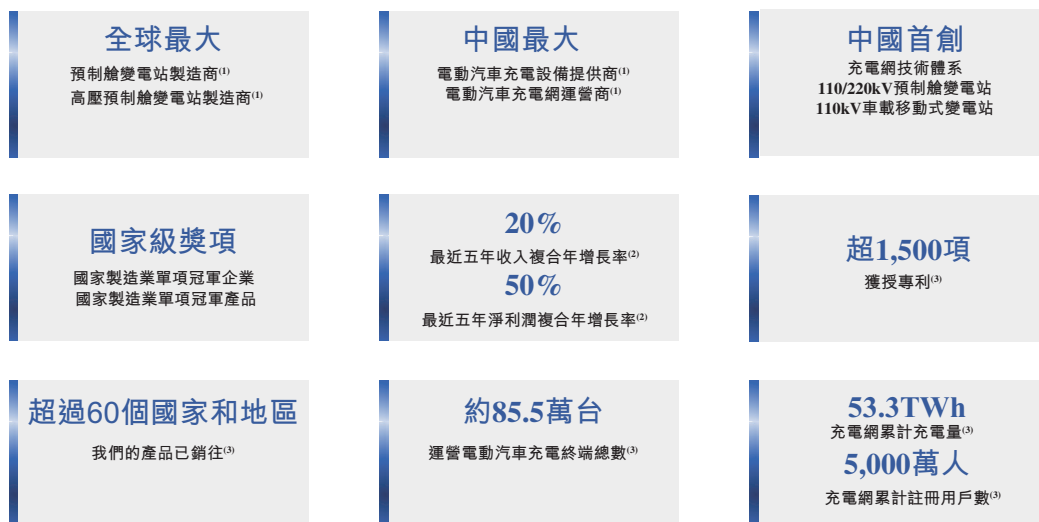 全球最大
預制艙變電站製造商(1)
高壓預制艙變電站製造商(1)
中國最大
電動汽車充電設備提供商(1)
電動汽車充電網運營商(1)
中國首創
充電網技術體系
110/220kV預制艙變電站
110kV車載移動式變電站
國家級獎項
國家製造業單項冠軍企業
國家製造業單項冠軍產品
20%
最近五年收入複合年增長率(2)
50%
最近五年淨利潤複合年增長率(2)
超1,500項
獲授專利(3)
超過60個國家和地區
我們的產品已銷往(3)
約85.5萬台
運營電動汽車充電終端總數(3)
53.3TWh
充電網累計充電量(3)
5,000萬人
充電網累計註冊用戶數(3)